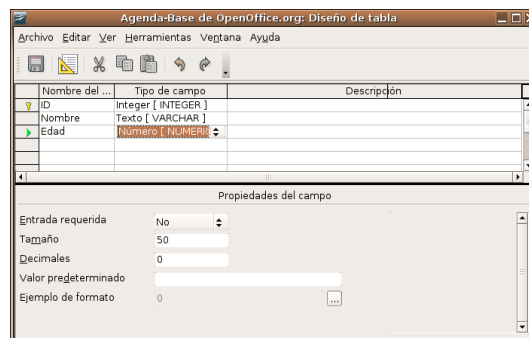 Agenda-Base de OpenOffice.org: Diseño de tabla
Archivo Editar Ver Herramientas Ventana Ayuda
Nombre del ... Tipo de campo Descripción
ID Integer [ INTEGER ]
Nombre Texto [ VARCHAR ]
Edad Número [ NUMERIC
Propiedades del campo
Entrada requerida No
Tamaño 50
Decimales 0
Valor predeterminado
Ejemplo de formato 0 ...